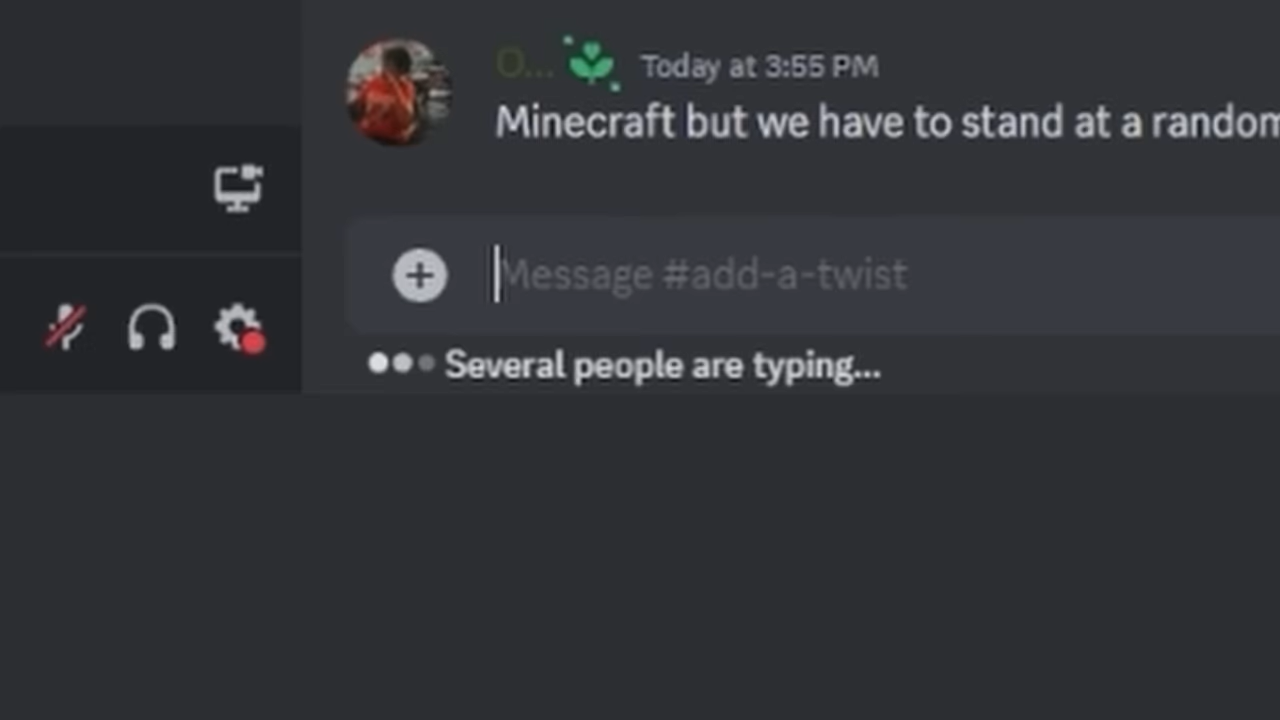 O... Today at 3:55 PM
Minecraft but we have to stand at a random
Message #add-a-twist
Several people are typing...